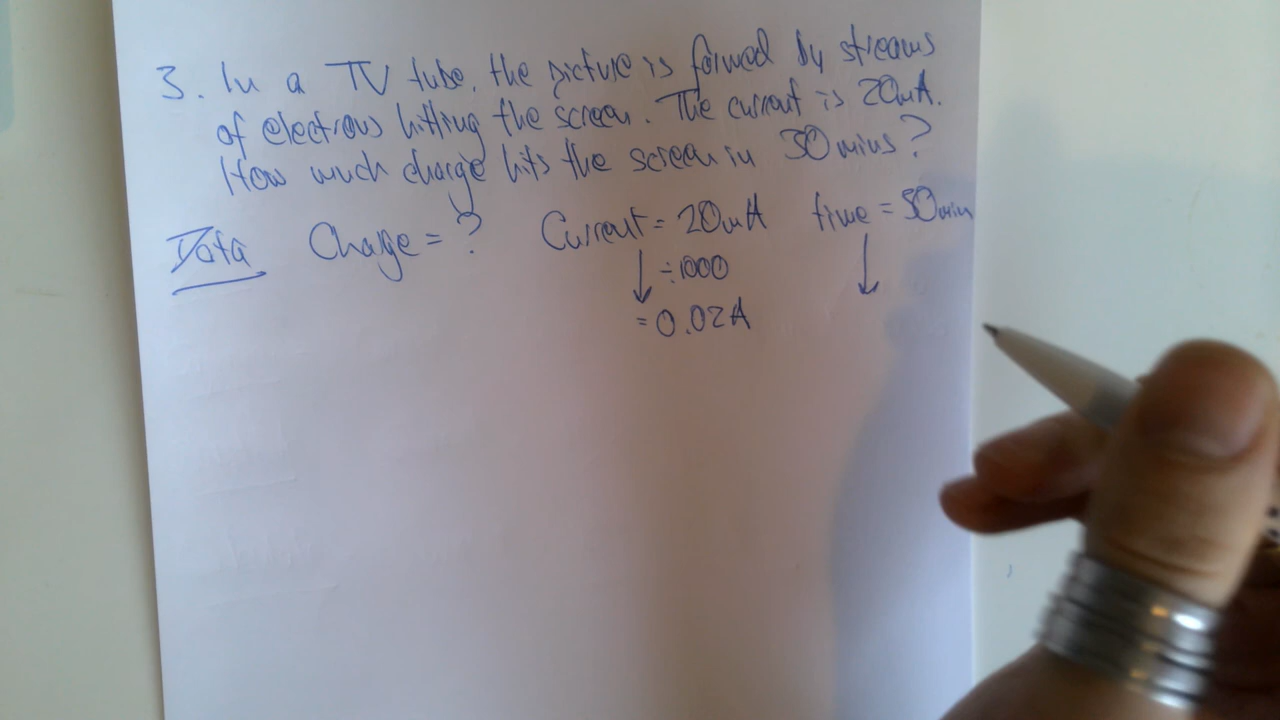 3. In a TV tube, the picture is formed by streams
of electrons hitting the screen. The current is 20mA.
How much charge hits the screen in 30 mins?
Data Charge = ? Current = 20mA time = 30min
÷1000
= 0.02A